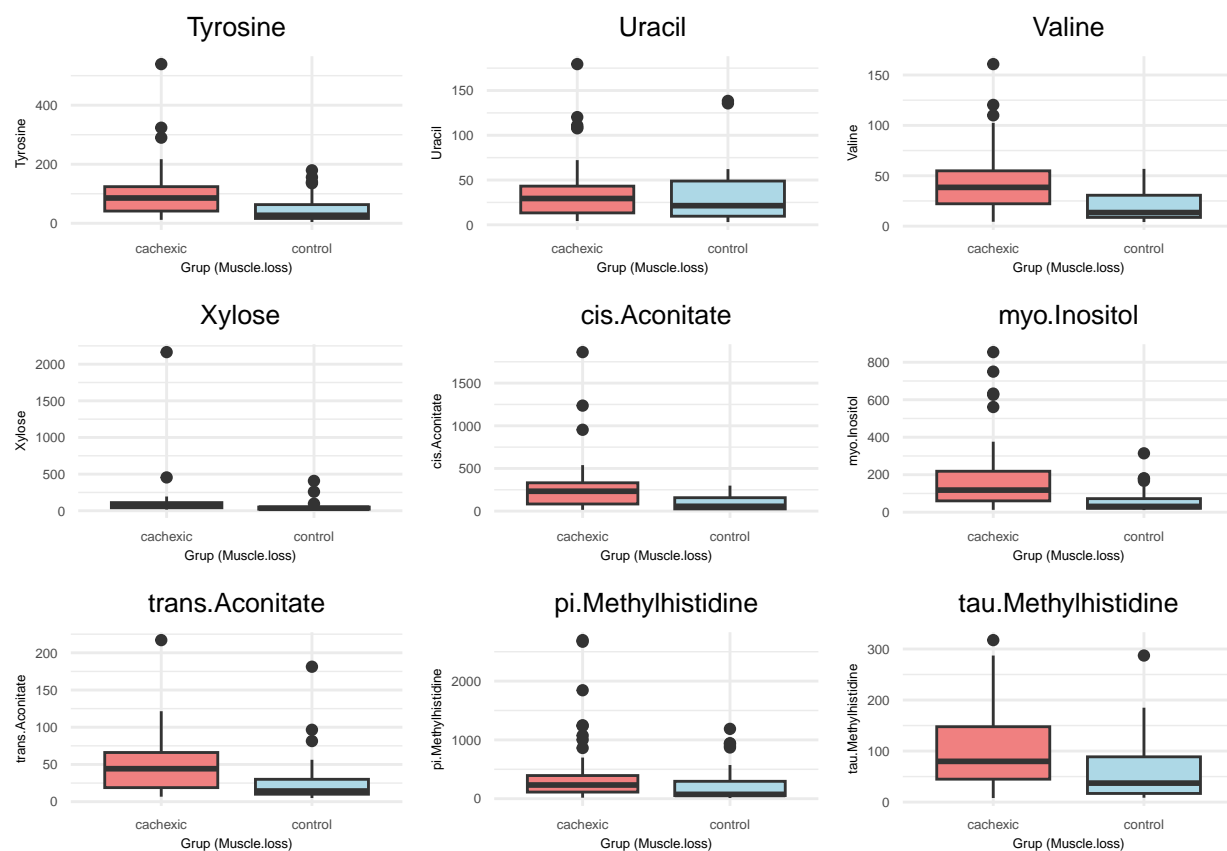 Tyrosine
Uracil
Valine
Tyrosine
400
200
0
cachexic
control
Grup (Muscle.loss)
Uracil
150
100
50
0
cachexic
control
Grup (Muscle.loss)
Valine
150
100
50
0
cachexic
control
Grup (Muscle.loss)
Xylose
cis.Aconitate
myo.Inositol
Xylose
2000
1500
1000
500
0
cachexic
control
Grup (Muscle.loss)
cis.Aconitate
1500
1000
500
0
cachexic
control
Grup (Muscle.loss)
myo.Inositol
800
600
400
200
0
cachexic
control
Grup (Muscle.loss)
trans.Aconitate
pi.Methylhistidine
tau.Methylhistidine
trans.Aconitate
200
150
100
50
0
cachexic
control
Grup (Muscle.loss)
pi.Methylhistidine
2000
1000
0
cachexic
control
Grup (Muscle.loss)
tau.Methylhistidine
300
200
100
0
cachexic
control
Grup (Muscle.loss)